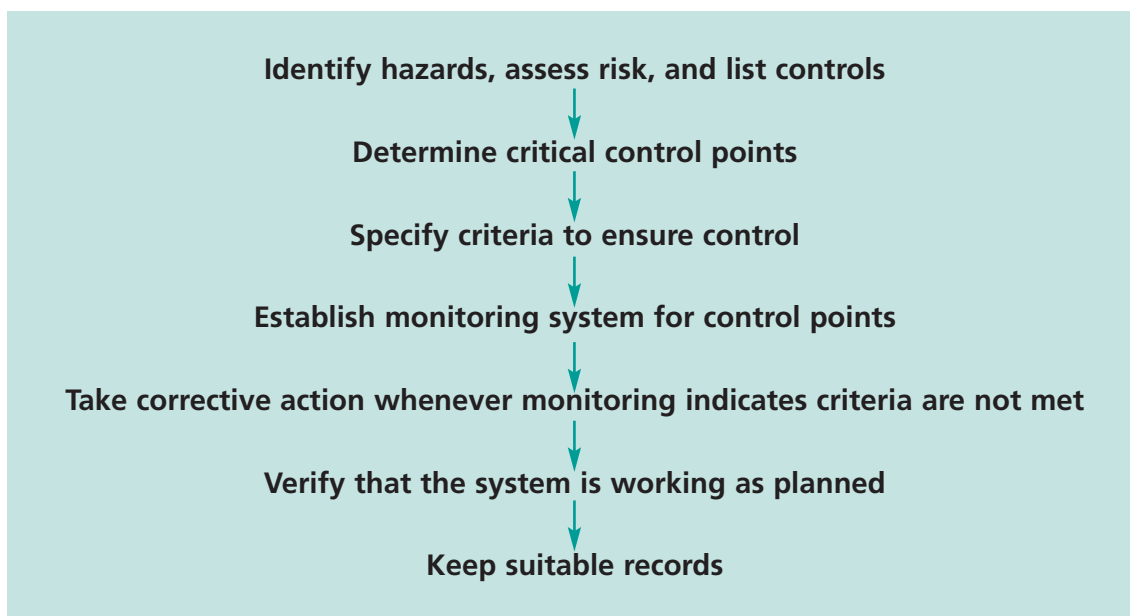 Identify hazards, assess risk, and list controls
Determine critical control points
Specify criteria to ensure control
Establish monitoring system for control points
Take corrective action whenever monitoring indicates criteria are not met
Verify that the system is working as planned
Keep suitable records